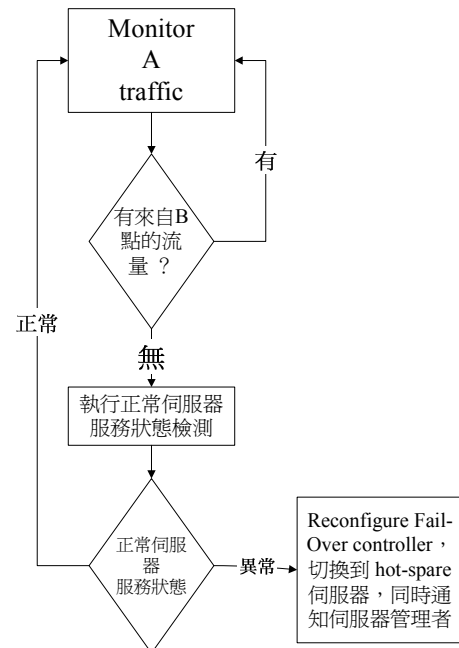 Monitor
A
traffic
有
有來自B
點的流
量 ？
正常
無
執行正常伺服器
服務狀態檢測
正常伺服
器
服務狀態
異常
Reconfigure Fail-
Over controller，
切換到 hot-spare
伺服器，同時通
知伺服器管理者